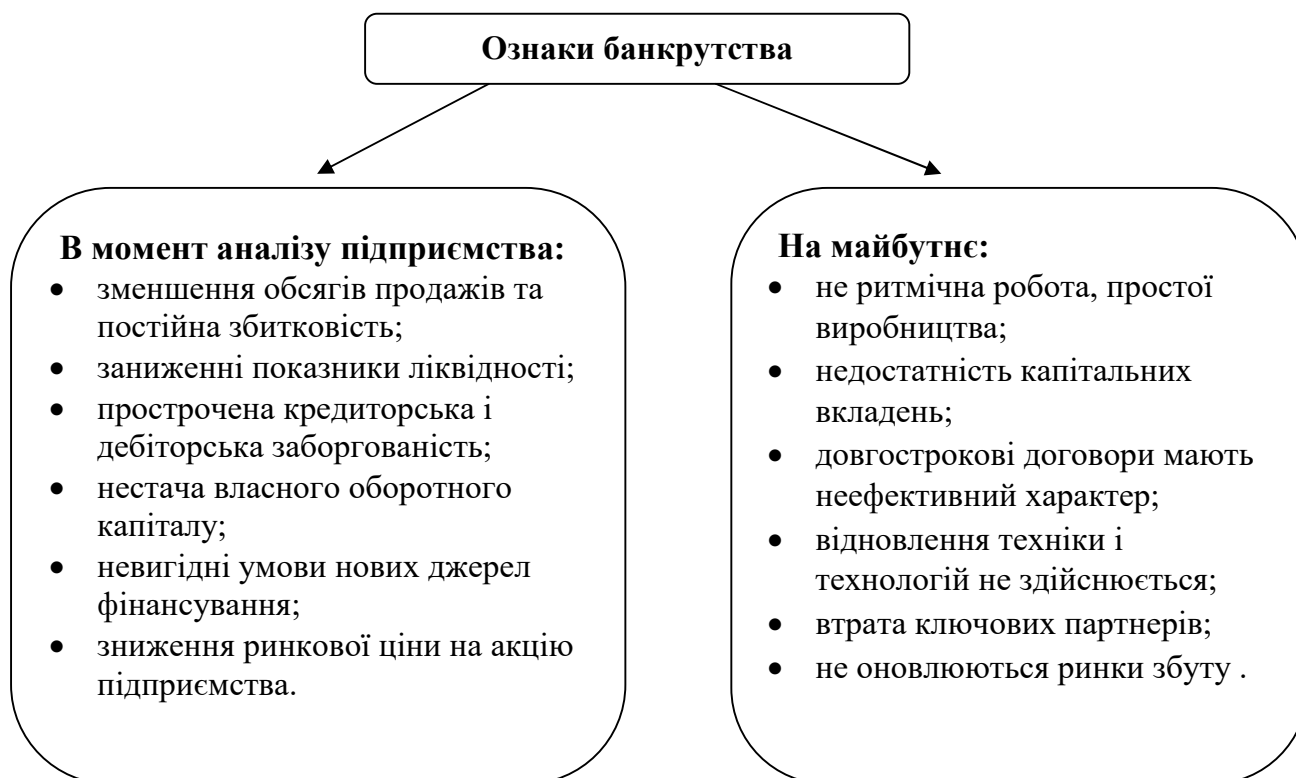 Ознаки банкрутства
В момент аналізу підприємства:
• зменшення обсягів продажів та
постійна збитковість;
• заниженні показники ліквідності;
• прострочена кредиторська і
дебіторська заборгованість;
• нестача власного оборотного
капіталу;
• невигідні умови нових джерел
фінансування;
• зниження ринкової ціни на акцію
підприємства.
На майбутнє:
• не ритмічна робота, простої
виробництва;
• недостатність капітальних
вкладень;
• довгострокові договори мають
неефективний характер;
• відновлення техніки і
технологій не здійснюється;
• втрата ключових партнерів;
• не оновлюються ринки збуту .